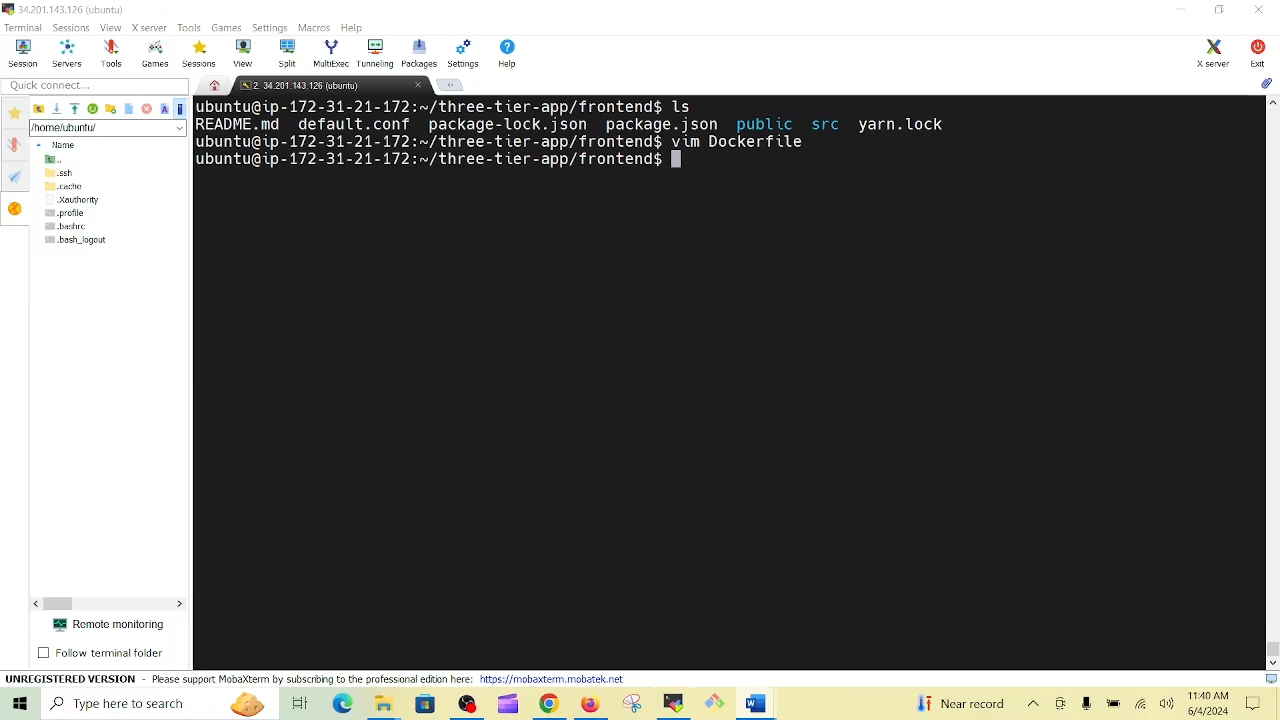 34.201.143.126 (ubuntu)
Terminal Sessions View X server Tools Games Settings Macros Help
Session Servers Tools Games Sessions View Split MultiExec Tunneling Packages Settings Help X server Exit
Quick connect...
2. 34.201.143.126 (ubuntu)
/home/ubuntu/
Name
..
.ssh
.cache
.Xauthority
.profile
.bashrc
.bash_logout
ubuntu@ip-172-31-21-172:~/three-tier-app/frontend$ ls
README.md default.conf package-lock.json package.json public src yarn.lock
ubuntu@ip-172-31-21-172:~/three-tier-app/frontend$ vim Dockerfile
ubuntu@ip-172-31-21-172:~/three-tier-app/frontend$
Remote monitoring
Follow terminal folder
UNREGISTERED VERSION - Please support MobaXterm by subscribing to the professional edition here: https://mobaxterm.mobatek.net
Type here to search
Near record
11:40 AM
6/4/2024